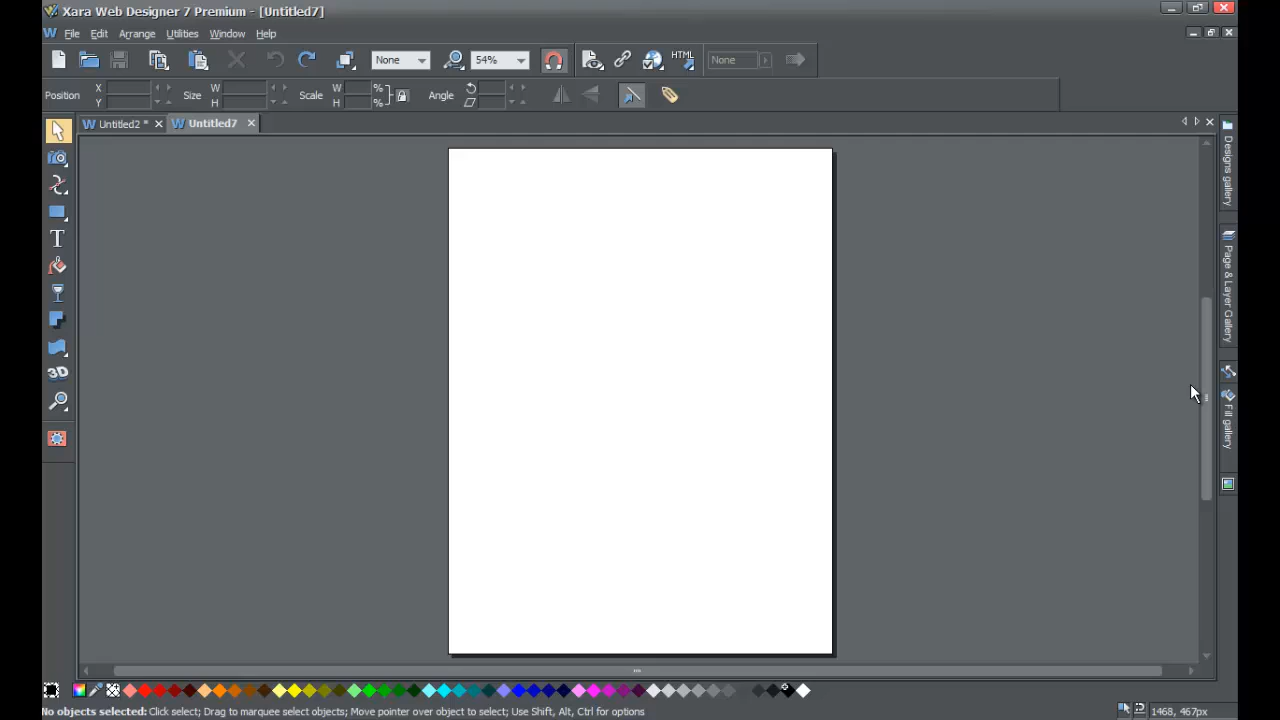 Xara Web Designer 7 Premium - [Untitled7]
File Edit Arrange Utilities Window Help
None 54% HTML None
Position X Y Size W H Scale W H % % Angle
Untitled2 * Untitled7
Designs gallery
Page & Layer Gallery
Fill gallery
T
3D
No objects selected: Click select; Drag to marquee select objects; Move pointer over object to select; Use Shift, Alt, Ctrl for options 1468, 467px